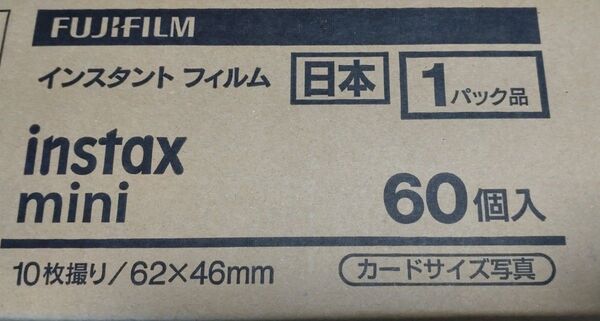 FUJIFILM
インスタント フィルム 日本 1パック品
instax
mini 60個入
10枚撮り/62×46mm カードサイズ写真